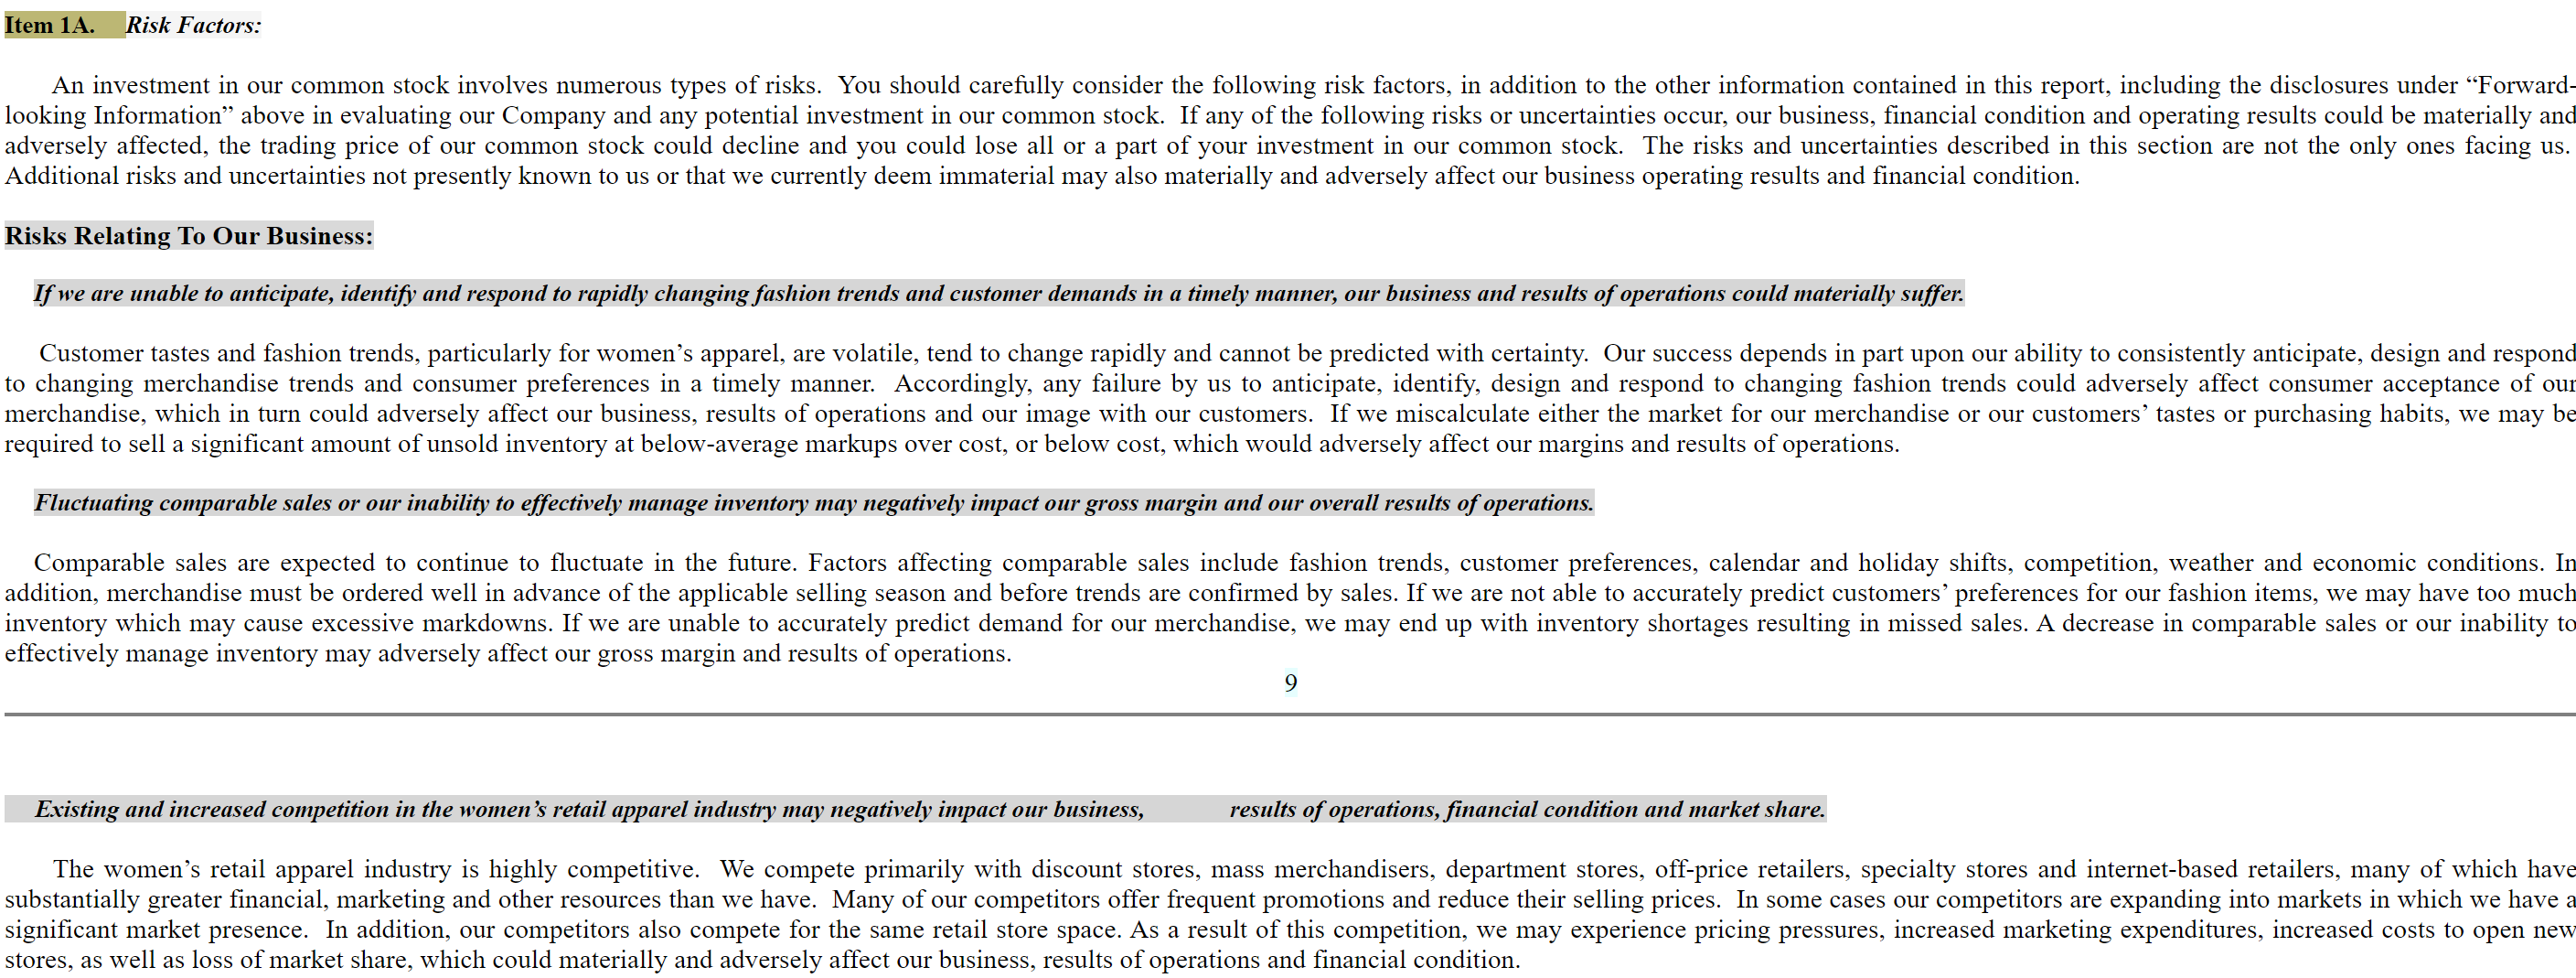 Item 1A. Risk Factors:
An investment in our common stock involves numerous types of risks. You should carefully consider the following risk factors, in addition to the other information contained in this report, including the disclosures under “Forward-
looking Information” above in evaluating our Company and any potential investment in our common stock. If any of the following risks or uncertainties occur, our business, financial condition and operating results could be materially and
adversely affected, the trading price of our common stock could decline and you could lose all or a part of your investment in our common stock. The risks and uncertainties described in this section are not the only ones facing us.
Additional risks and uncertainties not presently known to us or that we currently deem immaterial may also materially and adversely affect our business operating results and financial condition.
Risks Relating To Our Business:
If we are unable to anticipate, identify and respond to rapidly changing fashion trends and customer demands in a timely manner, our business and results of operations could materially suffer.
Customer tastes and fashion trends, particularly for women’s apparel, are volatile, tend to change rapidly and cannot be predicted with certainty. Our success depends in part upon our ability to consistently anticipate, design and respond
to changing merchandise trends and consumer preferences in a timely manner. Accordingly, any failure by us to anticipate, identify, design and respond to changing fashion trends could adversely affect consumer acceptance of our
merchandise, which in turn could adversely affect our business, results of operations and our image with our customers. If we miscalculate either the market for our merchandise or our customers’ tastes or purchasing habits, we may be
required to sell a significant amount of unsold inventory at below-average markups over cost, or below cost, which would adversely affect our margins and results of operations.
Fluctuating comparable sales or our inability to effectively manage inventory may negatively impact our gross margin and our overall results of operations.
Comparable sales are expected to continue to fluctuate in the future. Factors affecting comparable sales include fashion trends, customer preferences, calendar and holiday shifts, competition, weather and economic conditions. In
addition, merchandise must be ordered well in advance of the applicable selling season and before trends are confirmed by sales. If we are not able to accurately predict customers’ preferences for our fashion items, we may have too much
inventory which may cause excessive markdowns. If we are unable to accurately predict demand for our merchandise, we may end up with inventory shortages resulting in missed sales. A decrease in comparable sales or our inability to
effectively manage inventory may adversely affect our gross margin and results of operations.
9
Existing and increased competition in the women’s retail apparel industry may negatively impact our business, results of operations, financial condition and market share.
The women’s retail apparel industry is highly competitive. We compete primarily with discount stores, mass merchandisers, department stores, off-price retailers, specialty stores and internet-based retailers, many of which have
substantially greater financial, marketing and other resources than we have. Many of our competitors offer frequent promotions and reduce their selling prices. In some cases our competitors are expanding into markets in which we have a
significant market presence. In addition, our competitors also compete for the same retail store space. As a result of this competition, we may experience pricing pressures, increased marketing expenditures, increased costs to open new
stores, as well as loss of market share, which could materially and adversely affect our business, results of operations and financial condition.